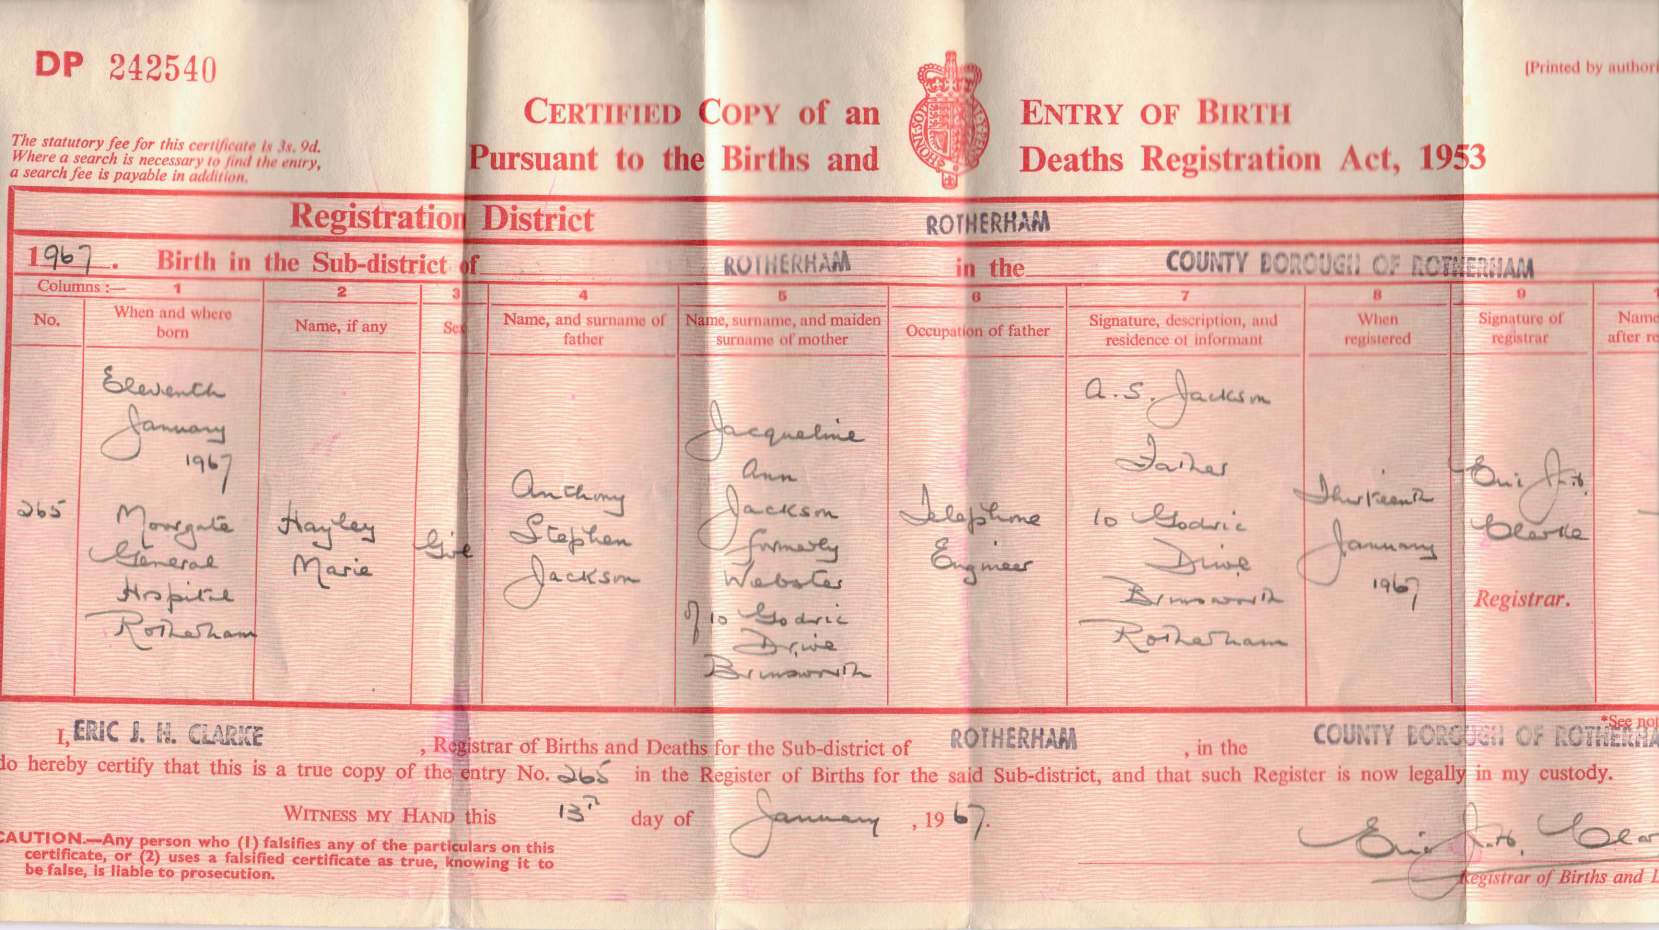 DP 242540
[Printed by authori
CERTIFIED COPY of an ENTRY OF BIRTH
Pursuant to the Births and Deaths Registration Act, 1953
The statutory fee for this certificate is 3s. 9d.
Where a search is necessary to find the entry,
a search fee is payable in addition.
Registration District ROTHERHAM
1967. Birth in the Sub-district of ROTHERHAM in the COUNTY BOROUGH OF ROTHERHAM
Columns :— 1 2 3 4 5 6 7 8 9 1
No.
When and where
born
Name, if any
Sex
Name, and surname of
father
Name, surname, and maiden
surname of mother
Occupation of father
Signature, description, and
residence of informant
When
registered
Signature of
registrar
Name
after re
265
Eleventh
January
1967
Moorgate
General
Hospital
Rotherham
Hayley
Marie
Girl
Anthony
Stephen
Jackson
Jacqueline
Ann
Jackson
formerly
Webster
of 10 Godric
Drive
Brinsworth
Telephone
Engineer
A. S. Jackson
Father
10 Godric
Drive
Brinsworth
Rotherham
Thirteenth
January
1967
Eric J. H.
Clarke
Registrar.
*See not
I, ERIC J. H. CLARKE , Registrar of Births and Deaths for the Sub-district of ROTHERHAM , in the COUNTY BOROUGH OF ROTHERHA
do hereby certify that this is a true copy of the entry No. 265 in the Register of Births for the said Sub-district, and that such Register is now legally in my custody.
WITNESS MY HAND this 13th day of January , 1967.
CAUTION.—Any person who (1) falsifies any of the particulars on this
certificate, or (2) uses a falsified certificate as true, knowing it to
be false, is liable to prosecution.
Eric J. H. Clar
Registrar of Births and D